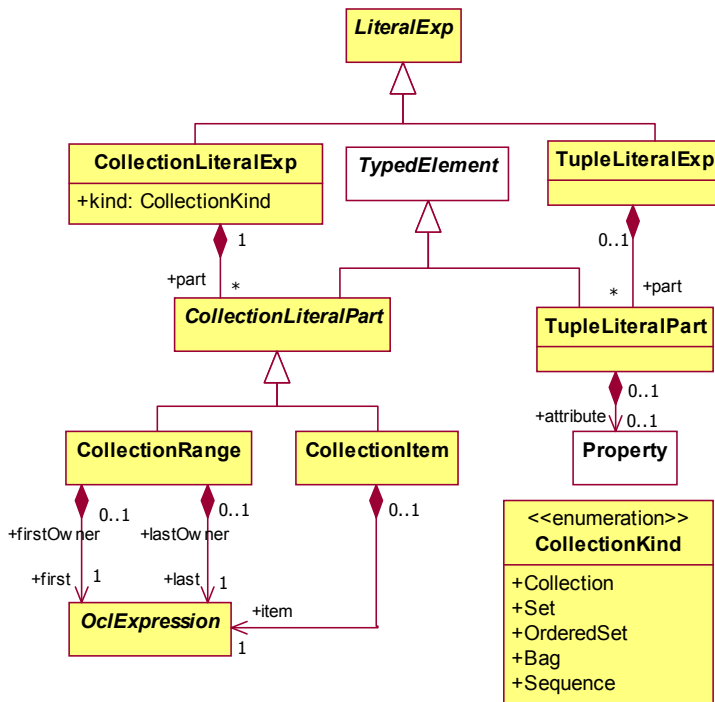 LiteralExp
CollectionLiteralExp
+kind: CollectionKind
TypedElement
TupleLiteralExp
1
+part
*
0..1
*
+part
CollectionLiteralPart
TupleLiteralPart
0..1
+attribute
0..1
Property
CollectionRange
CollectionItem
0..1
0..1
0..1
+firstOwner
+lastOwner
+first
1
+last
1
OclExpression
+item
1
<<enumeration>>
CollectionKind
+Collection
+Set
+OrderedSet
+Bag
+Sequence